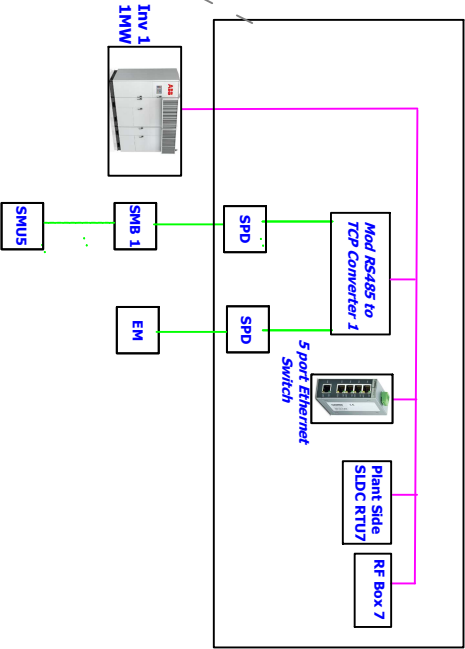 Inv 1
1MW
ABB
SMU5
SMB 1
SPD
Mod RS485 to
TCP Converter 1
EM
SPD
5 port Ethernet
Switch
Plant Side
SLDC RTU7
RF Box 7